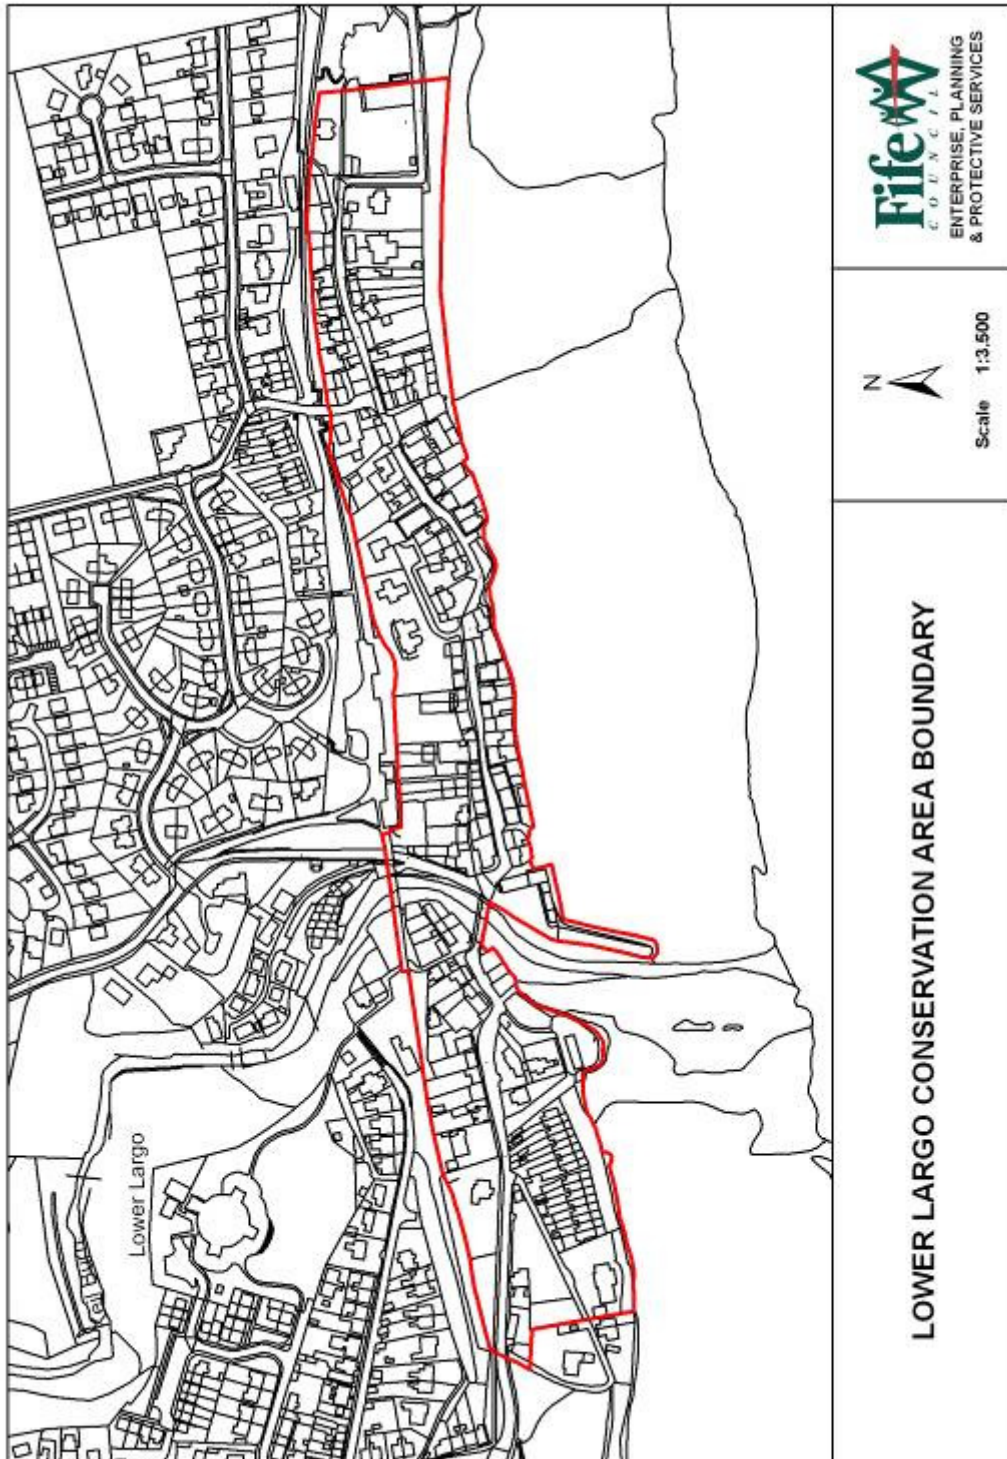 Lower Largo
LOWER LARGO CONSERVATION AREA BOUNDARY
N
Scale 1:3.500
Fife
COUNCIL
ENTERPRISE, PLANNING
& PROTECTIVE SERVICES